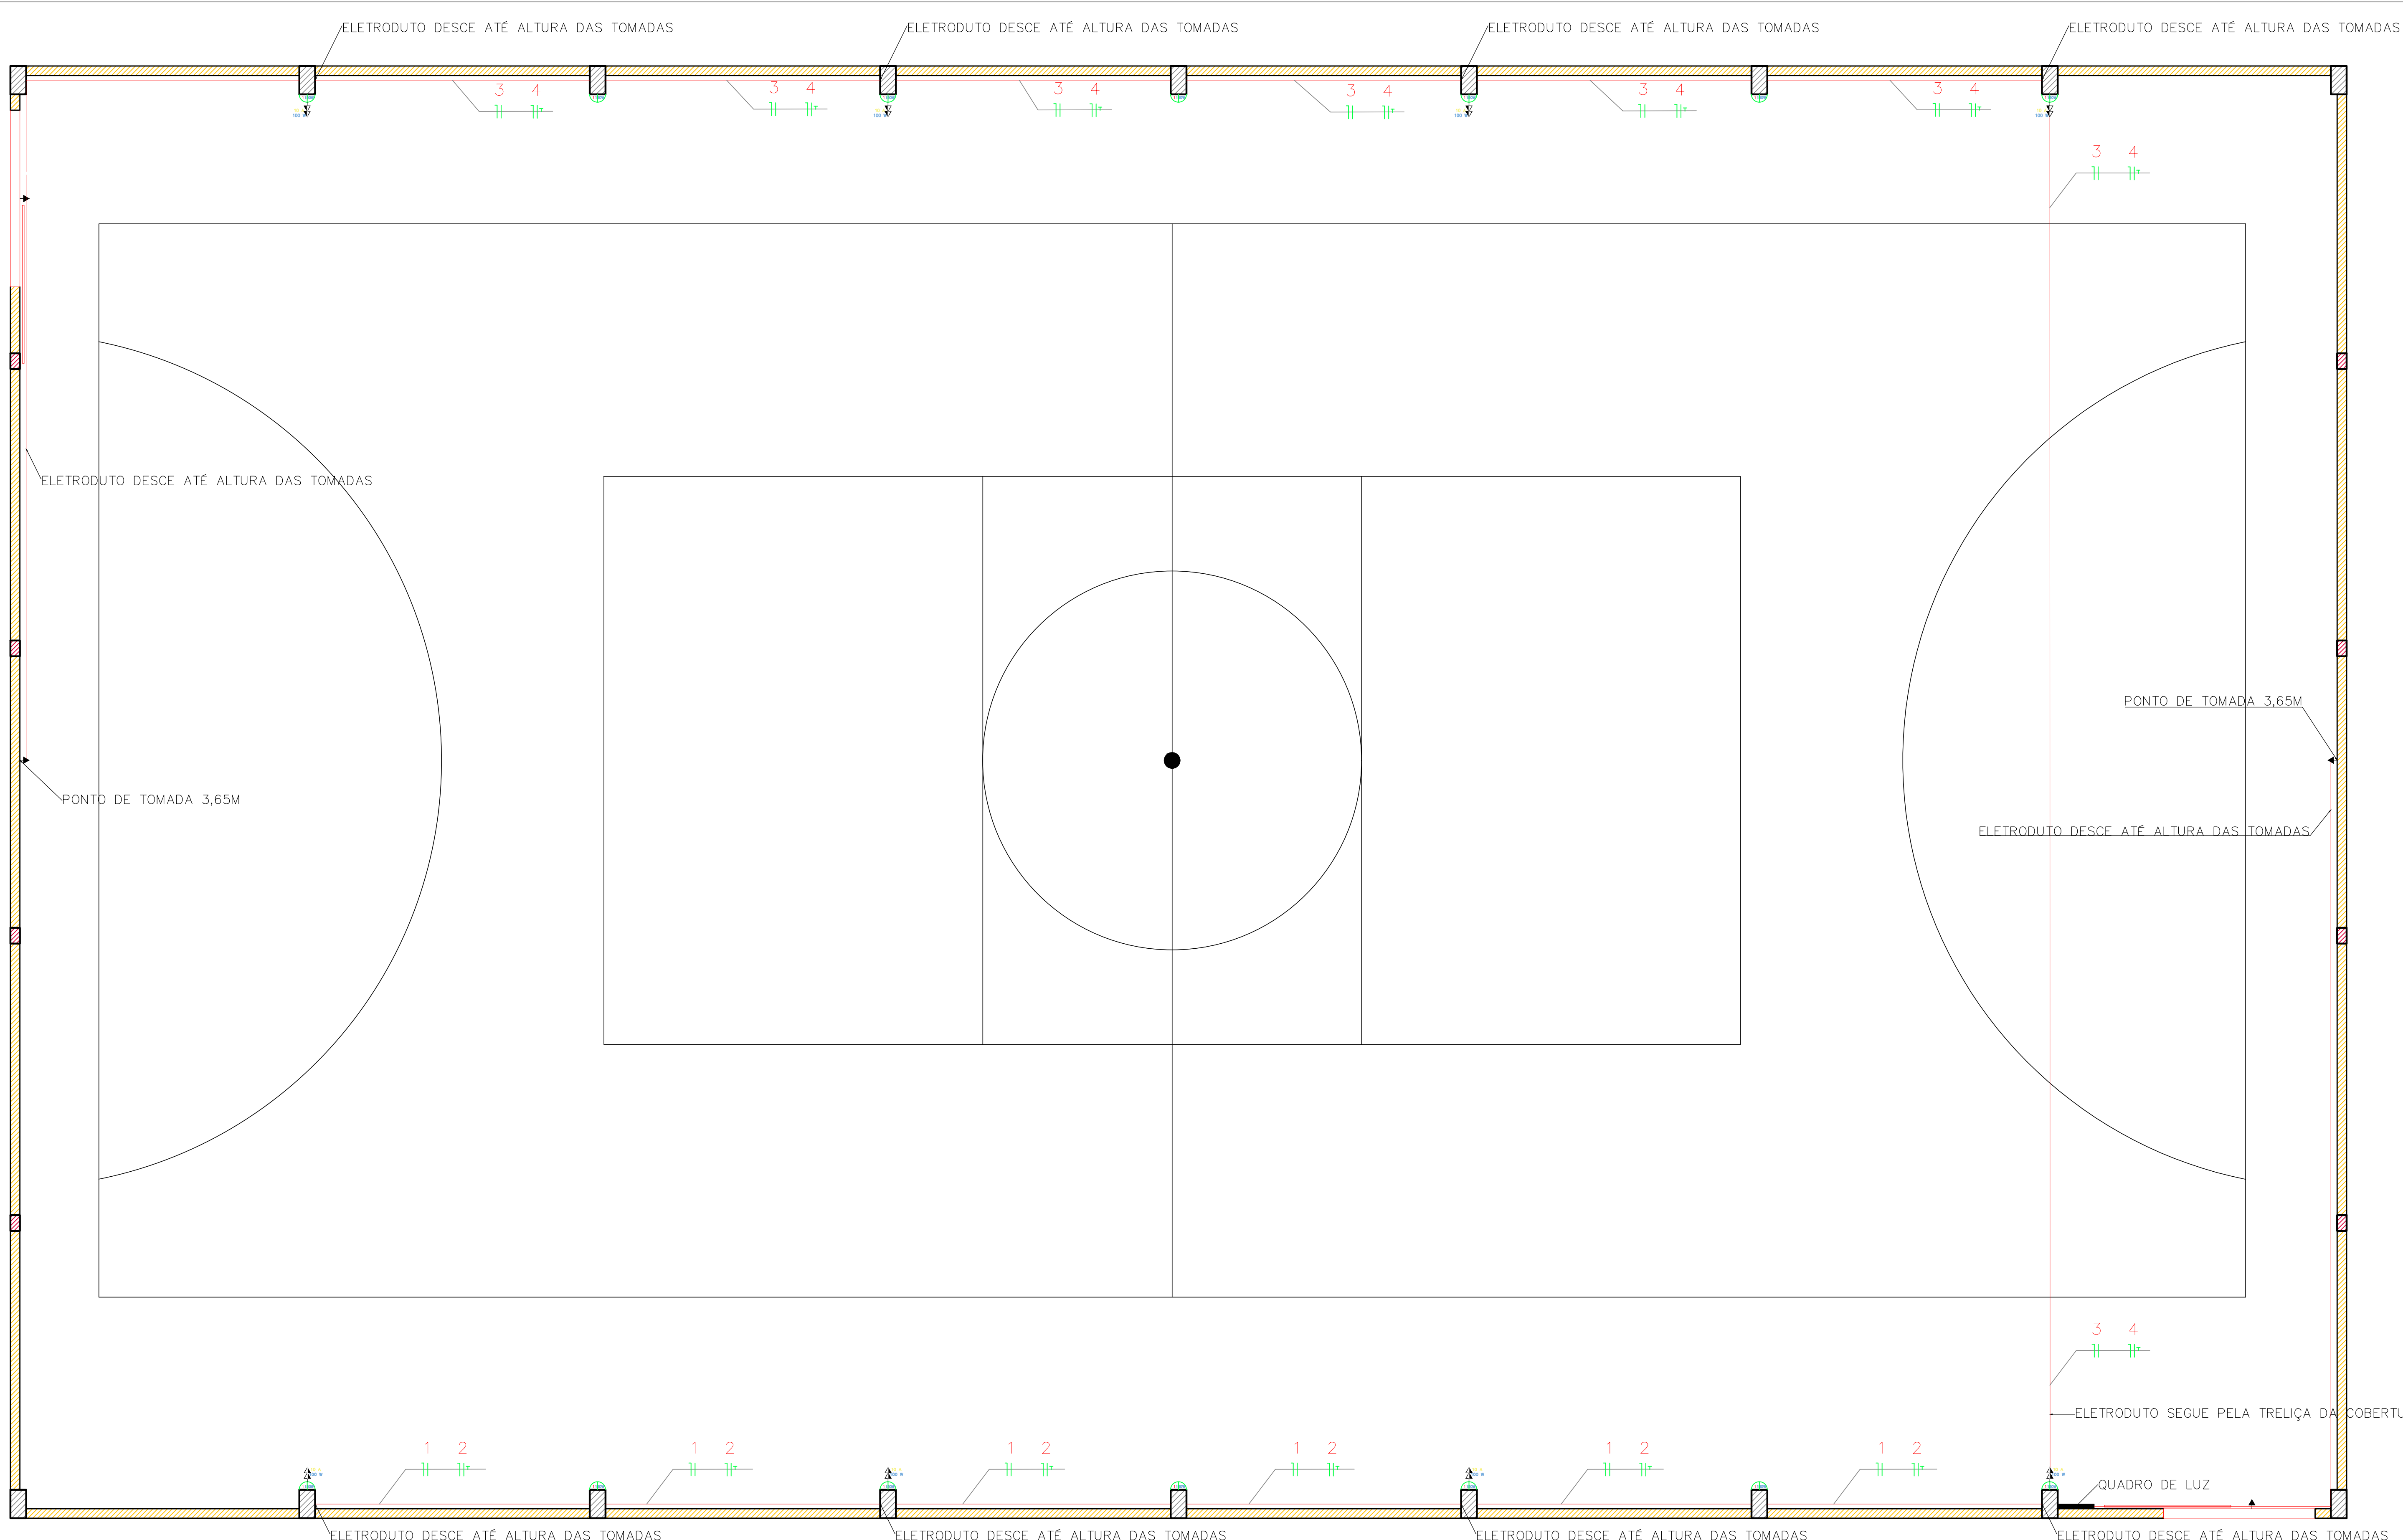 ELETRODUTO DESCE ATÉ ALTURA DAS TOMADAS
ELETRODUTO DESCE ATÉ ALTURA DAS TOMADAS
ELETRODUTO DESCE ATÉ ALTURA DAS TOMADAS
ELETRODUTO DESCE ATÉ ALTURA DAS TOMADAS
3 4
3 4
3 4
3 4
3 4
3 4
100 W
100 W
100 W
100 W
3 4
ELETRODUTO DESCE ATÉ ALTURA DAS TOMADAS
PONTO DE TOMADA 3,65M
PONTO DE TOMADA 3,65M
ELETRODUTO DESCE ATÉ ALTURA DAS TOMADAS
3 4
ELETRODUTO SEGUE PELA TRELIÇA DA COBERTU
1 2
1 2
1 2
1 2
1 2
1 2
QUADRO DE LUZ
ELETRODUTO DESCE ATÉ ALTURA DAS TOMADAS
ELETRODUTO DESCE ATÉ ALTURA DAS TOMADAS
ELETRODUTO DESCE ATÉ ALTURA DAS TOMADAS
ELETRODUTO DESCE ATÉ ALTURA DAS TOMADAS